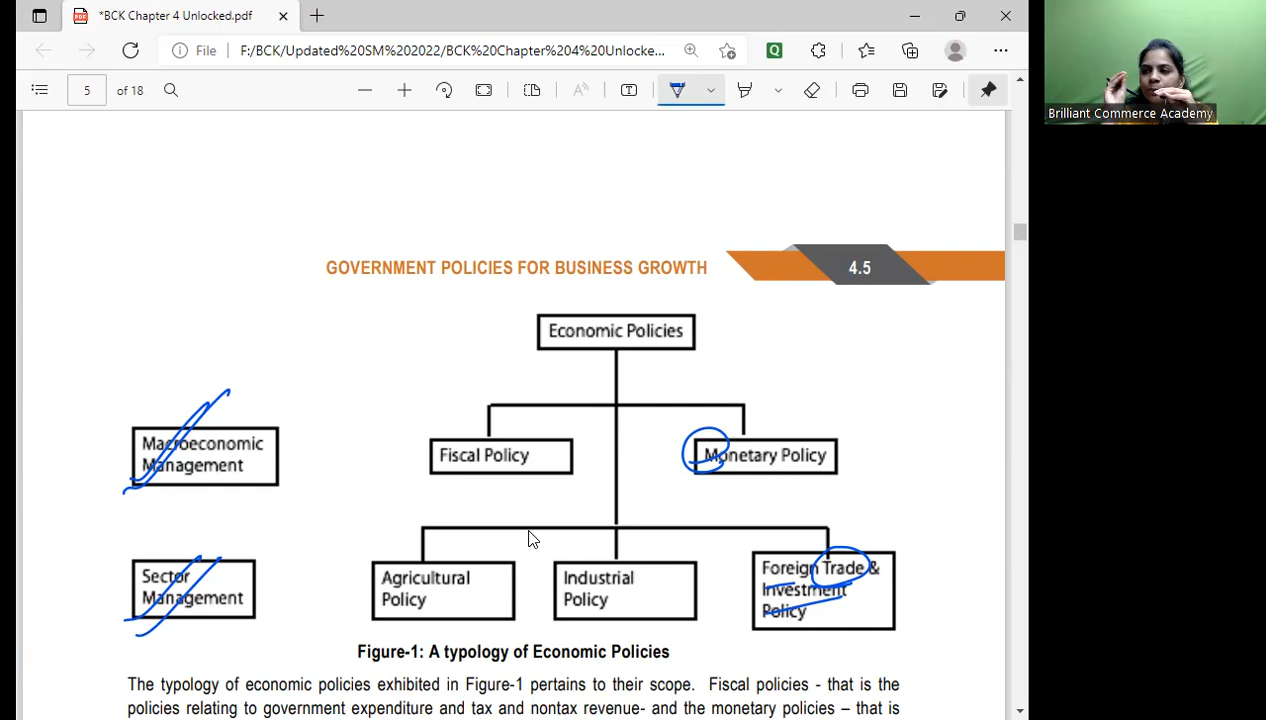 *BCK Chapter 4 Unlocked.pdf
File
F:/BCK/Updated%20SM%202022/BCK%20Chapter%204%20Unlocke...
5 of 18
Brilliant Commerce Academy
GOVERNMENT POLICIES FOR BUSINESS GROWTH
4.5
Economic Policies
Macroeconomic
Management
Fiscal Policy
Monetary Policy
Sector
Management
Agricultural
Policy
Industrial
Policy
Foreign Trade &
Investment
Policy
Figure-1: A typology of Economic Policies
The typology of economic policies exhibited in Figure-1 pertains to their scope. Fiscal policies - that is the
policies relating to government expenditure and tax and nontax revenue- and the monetary policies – that is